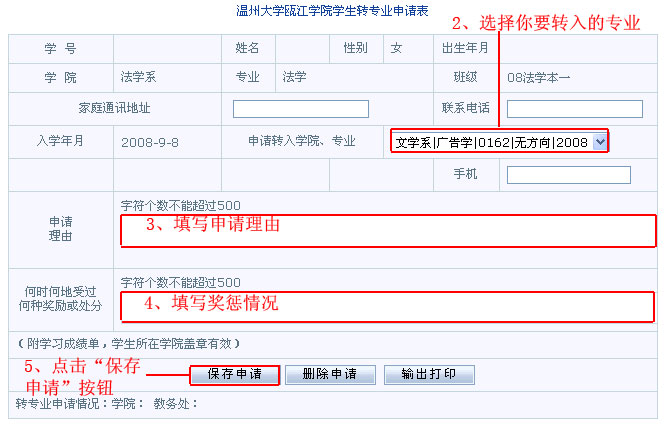 温州大学瓯江学院学生转专业申请表
2、选择你要转入的专业
学 号 姓名 性别 女 出生年月
学 院 法学系 专业 法学 班级 08法学本一
家庭通讯地址 联系电话
入学年月 2008-9-8 申请转入学院、专业 文学系|广告学|0162|无方向|2008
手机
字符个数不能超过500
申请
理由
3、填写申请理由
字符个数不能超过500
何时何地受过
何种奖励或处分
4、填写奖惩情况
(附学习成绩单，学生所在学院盖章有效)
5、点击“保存
申请”按钮
保存申请 删除申请 输出打印
转专业申请情况：学院： 教务处：